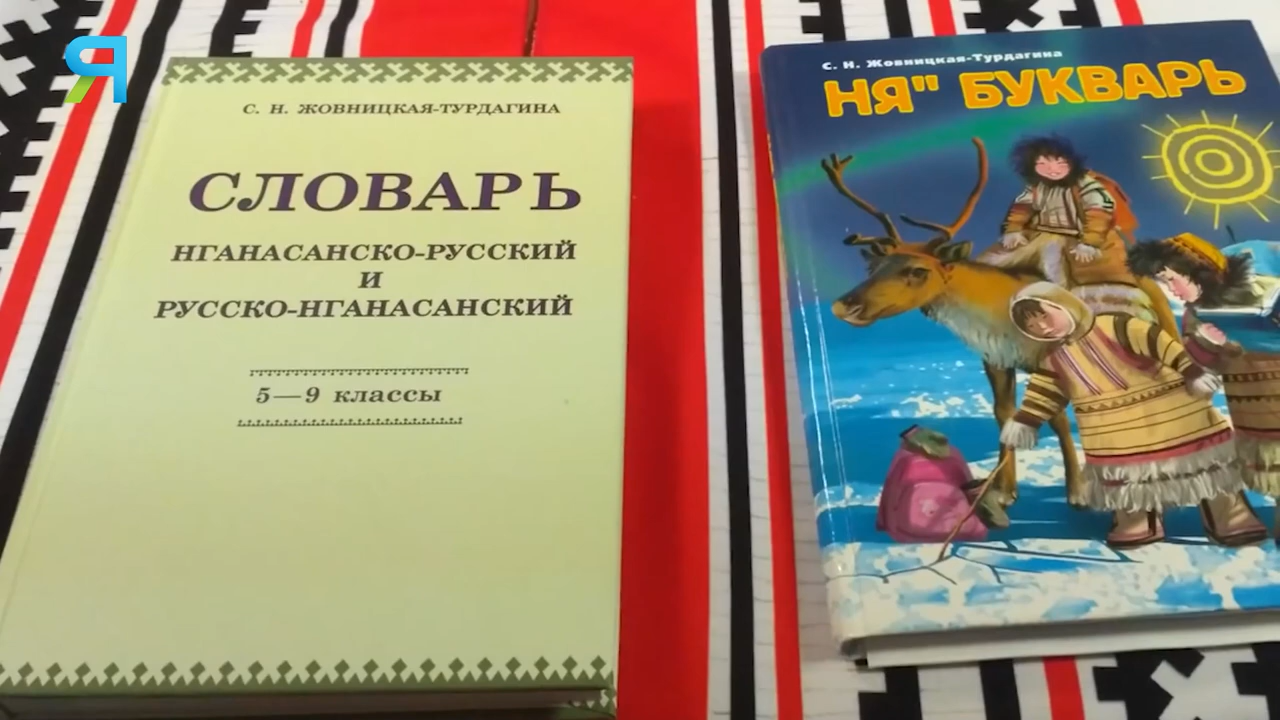 Я
С. Н. ЖОВНИЦКАЯ-ТУРДАГИНА
СЛОВАРЬ
НГАНАСАНСКО-РУССКИЙ
И
РУССКО-НГАНАСАНСКИЙ
5—9 классы
С. Н. Жовницкая-Турдагина
НЯ" БУКВАРЬ